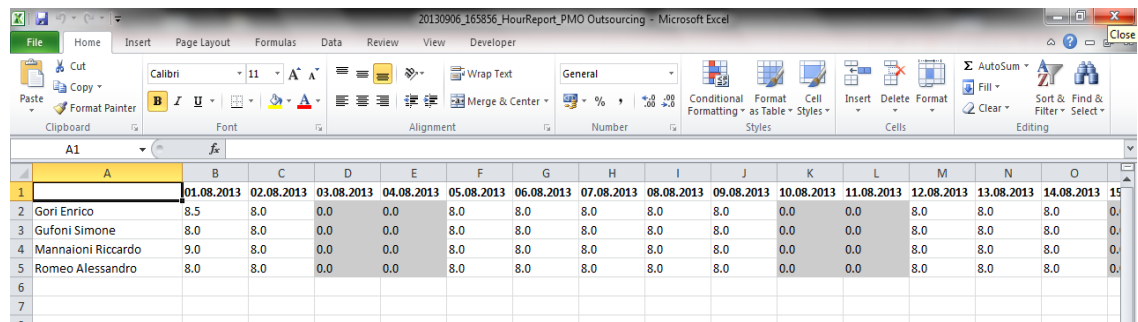 20130906_165856_HourReport_PMO Outsourcing - Microsoft Excel
Close
File Home Insert Page Layout Formulas Data Review View Developer
Paste
Cut
Copy
Format Painter
Clipboard
Calibri 11
B I U
Font
Wrap Text
Merge & Center
Alignment
General
Number
Conditional Formatting
Format as Table
Cell Styles
Styles
Insert Delete Format
Cells
Σ AutoSum
Fill
Clear
Sort & Filter
Find & Select
Editing
A1 fx
A B C D E F G H I J K L M N O
1 01.08.2013 02.08.2013 03.08.2013 04.08.2013 05.08.2013 06.08.2013 07.08.2013 08.08.2013 09.08.2013 10.08.2013 11.08.2013 12.08.2013 13.08.2013 14.08.2013 15
2 Gori Enrico 8.5 8.0 0.0 0.0 8.0 8.0 8.0 8.0 8.0 0.0 0.0 8.0 8.0 8.0 0.
3 Gufoni Simone 8.0 8.0 0.0 0.0 8.0 8.0 8.0 8.0 8.0 0.0 0.0 8.0 8.0 8.0 0.
4 Mannaioni Riccardo 9.0 8.0 0.0 0.0 8.0 8.0 8.0 8.0 8.0 0.0 0.0 8.0 8.0 8.0 0.
5 Romeo Alessandro 8.0 8.0 0.0 0.0 8.0 8.0 8.0 8.0 8.0 0.0 0.0 8.0 8.0 8.0 0.
6
7